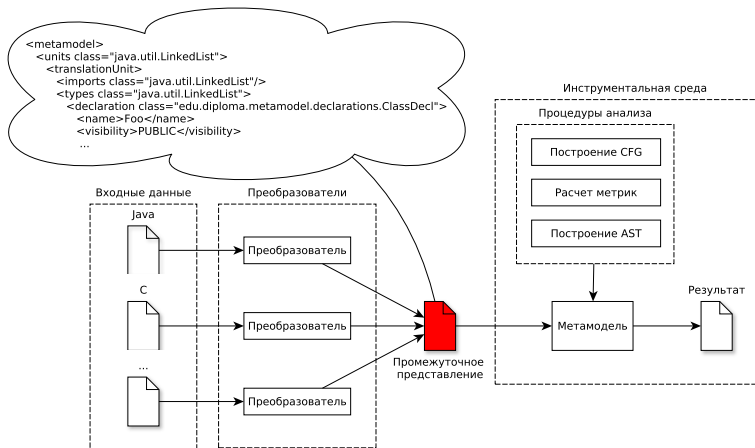 <metamodel>
<units class="java.util.LinkedList">
<translationUnit>
<imports class="java.util.LinkedList"/>
<types class="java.util.LinkedList">
<declaration class="edu.diploma.metamodel.declarations.ClassDecl">
<name>Foo</name>
<visibility>PUBLIC</visibility>
...
Инструментальная среда
Процедуры анализа
Построение CFG
Расчет метрик
Построение AST
Входные данные
Преобразователи
Java
Преобразователь
C
Преобразователь
...
Преобразователь
Промежуточное
представление
Метамодель
Результат